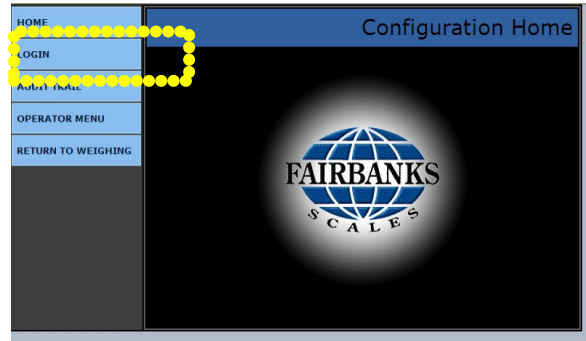 HOME
Configuration Home
LOGIN
AUDIT TRAIL
OPERATOR MENU
RETURN TO WEIGHING
FAIRBANKS
SCALES